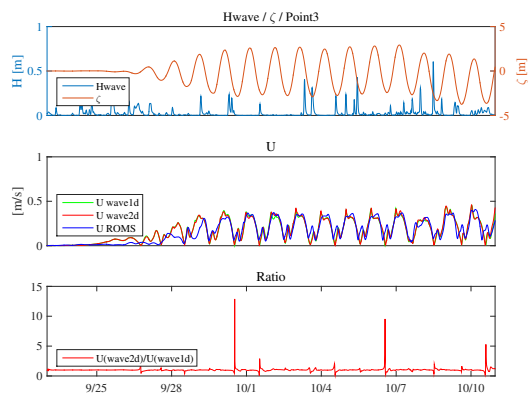 Hwave / ζ / Point3
1
0.5
0
H [m]
5
0
-5
ζ [m]
Hwave
ζ
U
1
0.5
0
[m/s]
U wave1d
U wave2d
U ROMS
Ratio
15
10
5
0
U(wave2d)/U(wave1d)
9/25 9/28 10/1 10/4 10/7 10/10